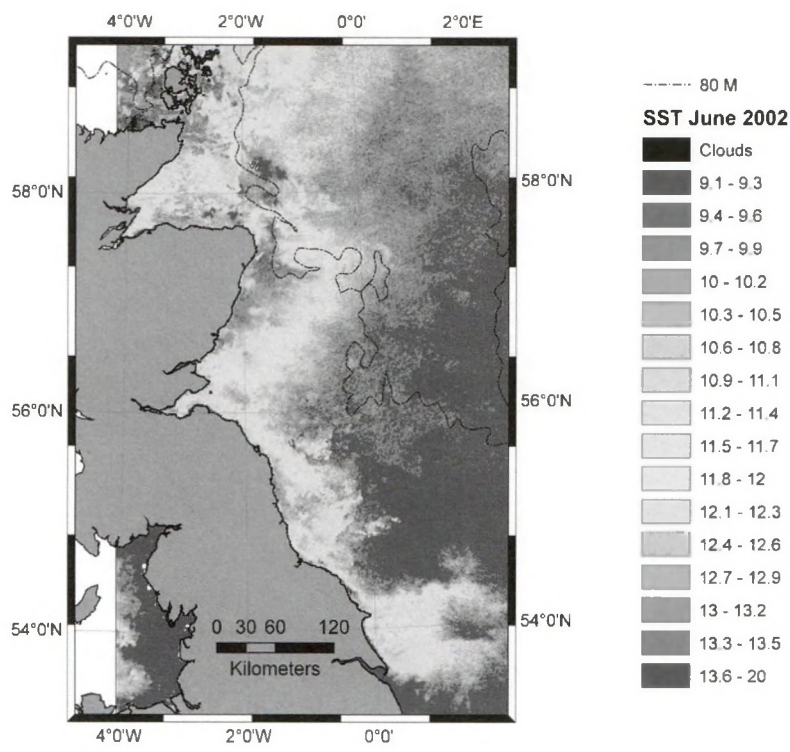 4°0'W 2°0'W 0°0' 2°0'E
58°0'N 58°0'N
56°0'N 56°0'N
54°0'N 54°0'N
0 30 60 120
Kilometers
4°0'W 2°0'W 0°0'
80 M
SST June 2002
Clouds
9.1 - 9.3
9.4 - 9.6
9.7 - 9.9
10 - 10.2
10.3 - 10.5
10.6 - 10.8
10.9 - 11.1
11.2 - 11.4
11.5 - 11.7
11.8 - 12
12.1 - 12.3
12.4 - 12.6
12.7 - 12.9
13 - 13.2
13.3 - 13.5
13.6 - 20